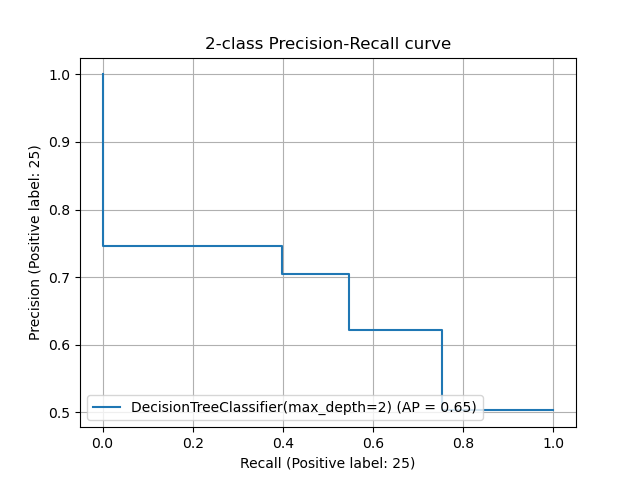 2-class Precision-Recall curve
1.0
0.9
0.8
0.7
0.6
0.5
Precision (Positive label: 25)
DecisionTreeClassifier(max_depth=2) (AP = 0.65)
0.0 0.2 0.4 0.6 0.8 1.0
Recall (Positive label: 25)